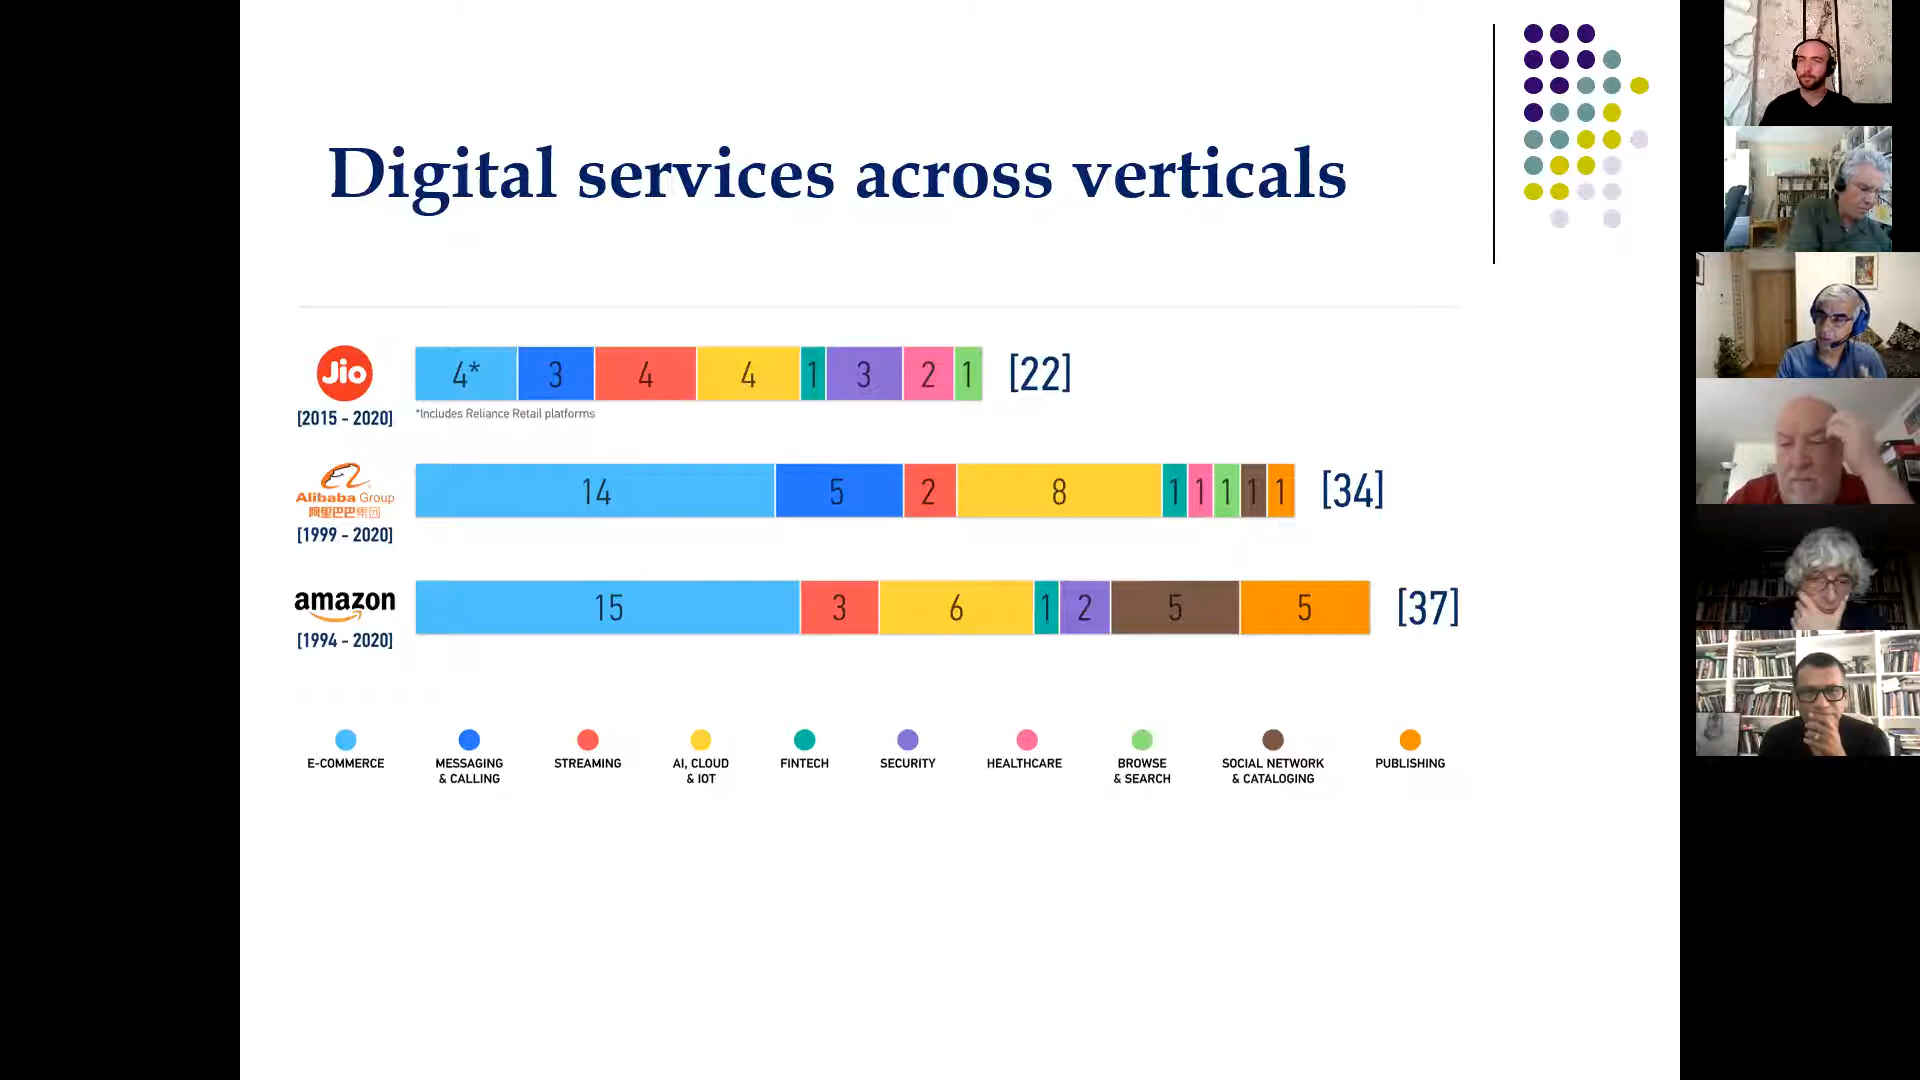 Digital services across verticals
Jio
[2015 - 2020]
4* 3 4 4 1 3 2 1 [22]
*Includes Reliance Retail platforms
Alibaba Group
阿里巴巴集团
[1999 - 2020]
14 5 2 8 1 1 1 1 1 [34]
amazon
[1994 - 2020]
15 3 6 1 2 5 5 [37]
E-COMMERCE
MESSAGING
& CALLING
STREAMING
AI, CLOUD
& IOT
FINTECH
SECURITY
HEALTHCARE
BROWSE
& SEARCH
SOCIAL NETWORK
& CATALOGING
PUBLISHING